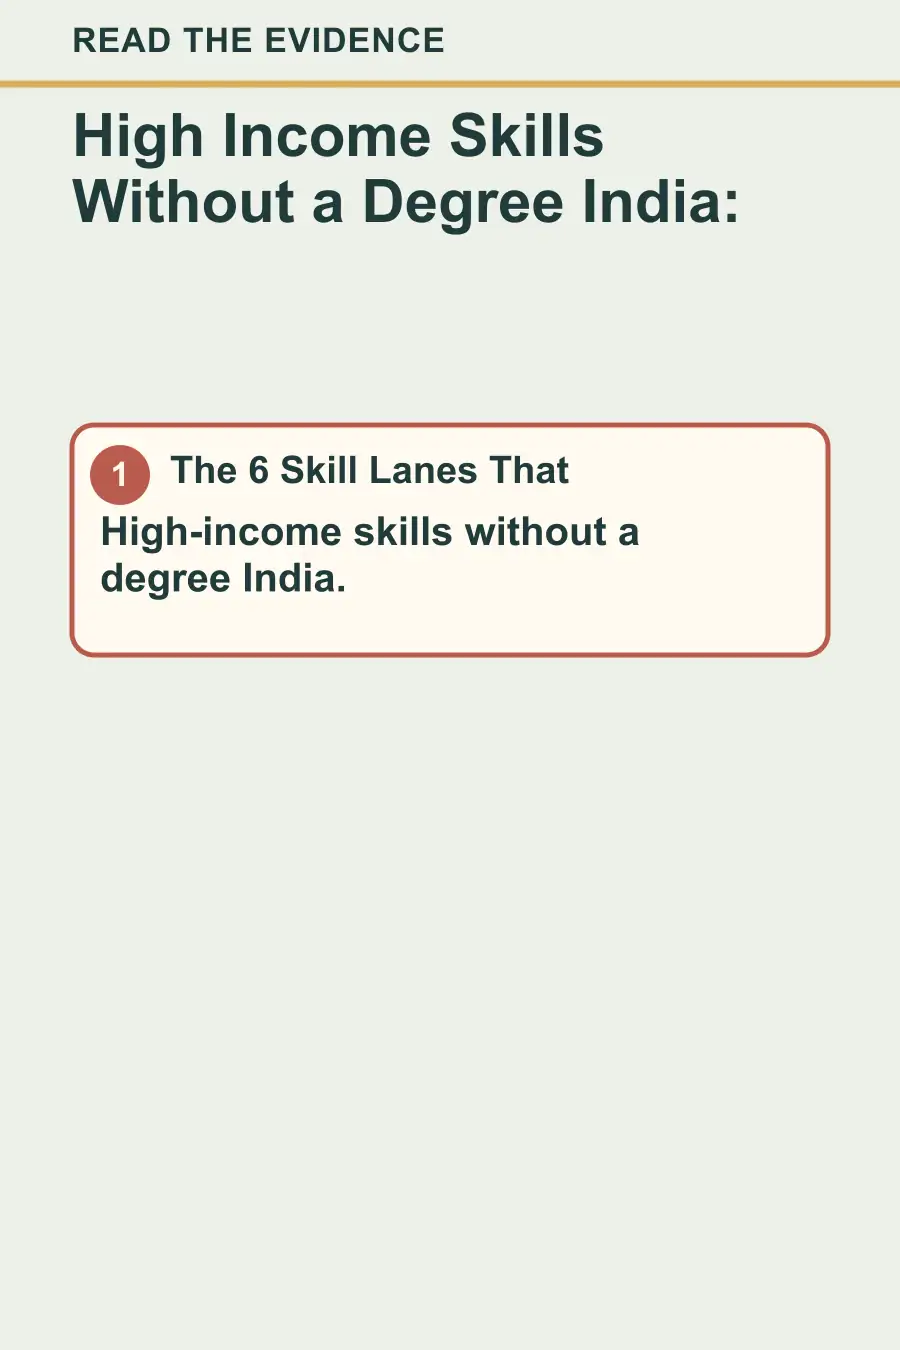 READ THE EVIDENCE
High Income Skills
Without a Degree India:
1 The 6 Skill Lanes That
High-income skills without a
degree India.